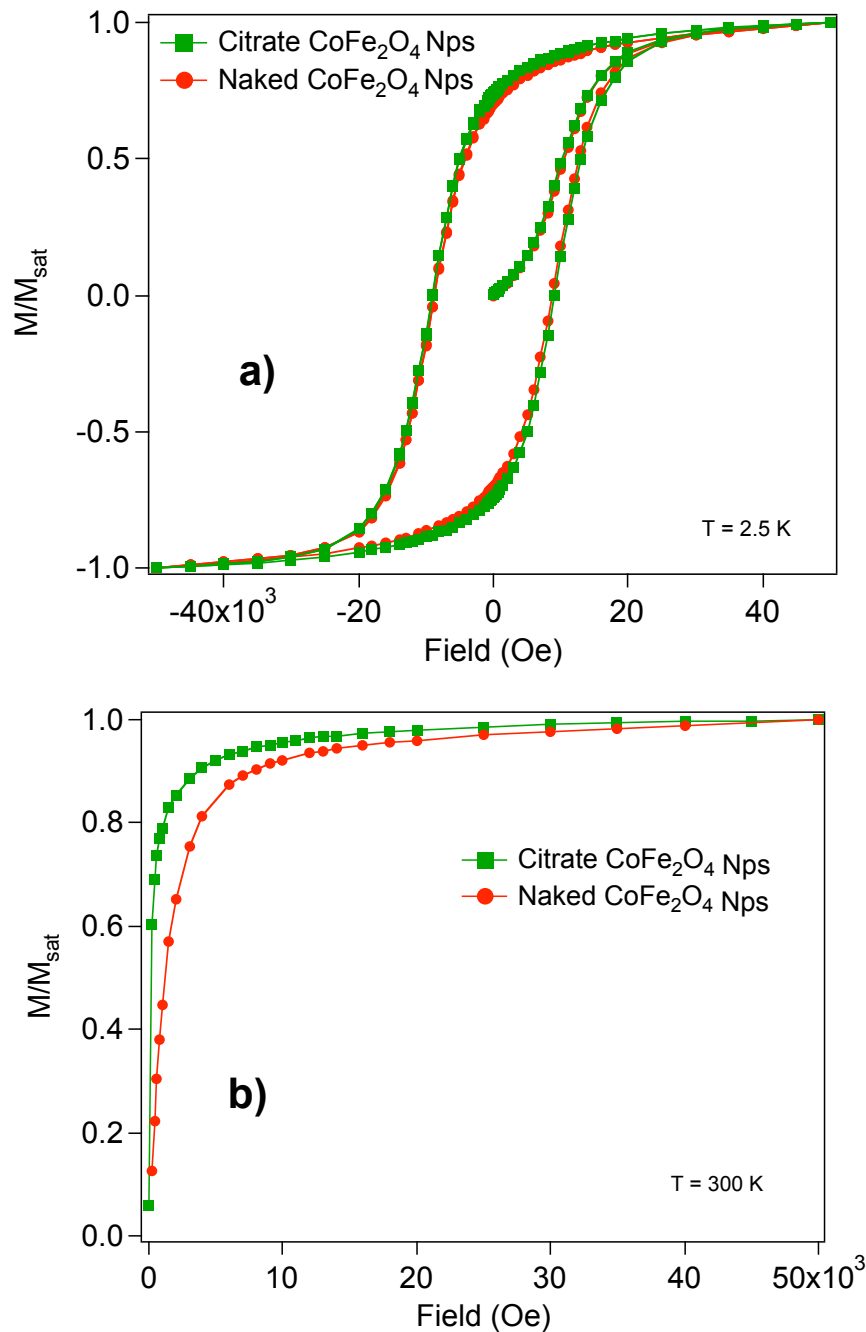 1.0
Citrate CoFe₂O₄ Nps
Naked CoFe₂O₄ Nps
0.5
M/Msat
0.0
a)
-0.5
T = 2.5 K
-1.0
-40x10³ -20 0 20 40
Field (Oe)
1.0
0.8
Citrate CoFe₂O₄ Nps
Naked CoFe₂O₄ Nps
0.6
M/Msat
0.4
b)
0.2
T = 300 K
0.0
0 10 20 30 40 50x10³
Field (Oe)